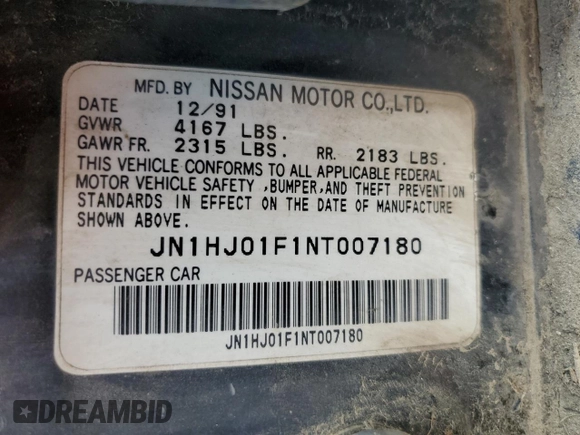 MFD. BY NISSAN MOTOR CO.,LTD.
DATE 12/91
GVWR 4167 LBS.
GAWR FR. 2315 LBS. RR. 2183 LBS.
THIS VEHICLE CONFORMS TO ALL APPLICABLE FEDERAL
MOTOR VEHICLE SAFETY ,BUMPER,AND THEFT PREVENTION
STANDARDS IN EFFECT ON THE DATE OF MANUFACTURE
SHOWN ABOVE.
JN1HJ01F1NT007180
PASSENGER CAR
JN1HJ01F1NT007180
DREAMBID